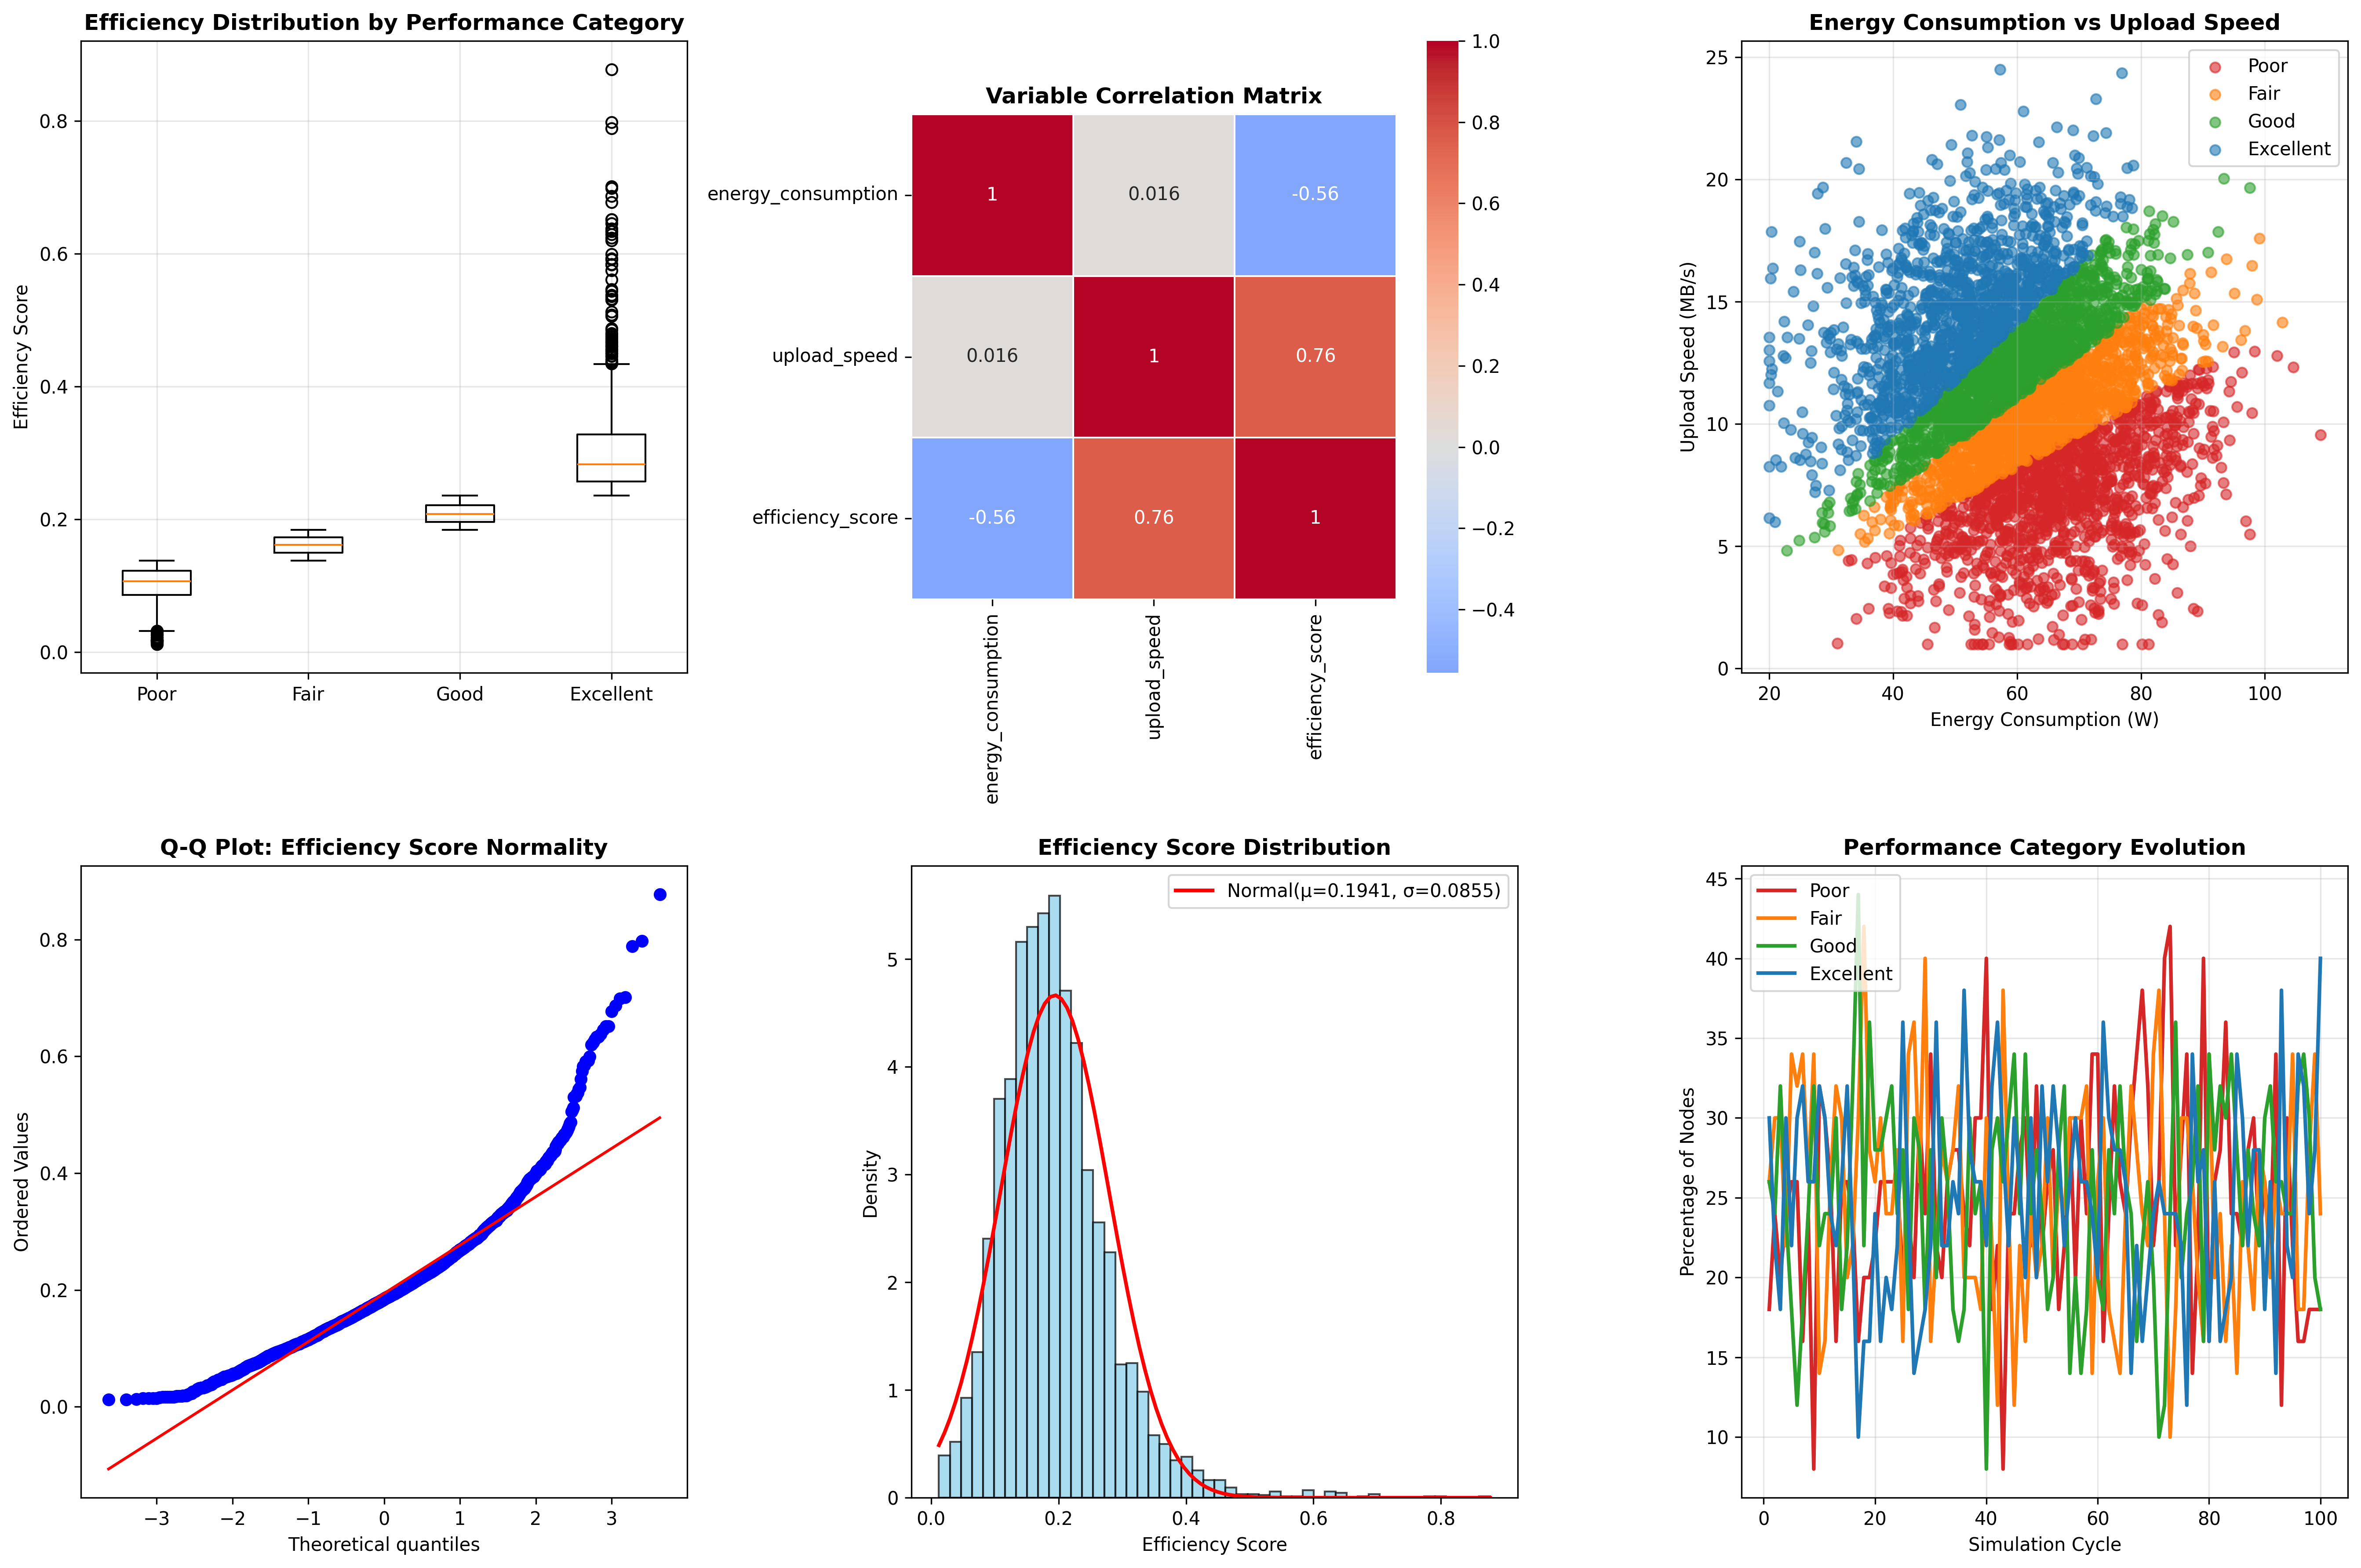 Efficiency Distribution by Performance Category
Efficiency Score
0.8
0.6
0.4
0.2
0.0
Poor Fair Good Excellent
Variable Correlation Matrix
energy_consumption
upload_speed
efficiency_score
1 0.016 -0.56
0.016 1 0.76
-0.56 0.76 1
energy_consumption
upload_speed
efficiency_score
1.0
0.8
0.6
0.4
0.2
0.0
−0.2
−0.4
Energy Consumption vs Upload Speed
Upload Speed (MB/s)
25
20
15
10
5
0
Poor
Fair
Good
Excellent
20 40 60 80 100
Energy Consumption (W)
Q-Q Plot: Efficiency Score Normality
Ordered Values
0.8
0.6
0.4
0.2
0.0
−3 −2 −1 0 1 2 3
Theoretical quantiles
Efficiency Score Distribution
Density
5
4
3
2
1
0
Normal(μ=0.1941, σ=0.0855)
0.0 0.2 0.4 0.6 0.8
Efficiency Score
Performance Category Evolution
Percentage of Nodes
45
40
35
30
25
20
15
10
Poor
Fair
Good
Excellent
0 20 40 60 80 100
Simulation Cycle